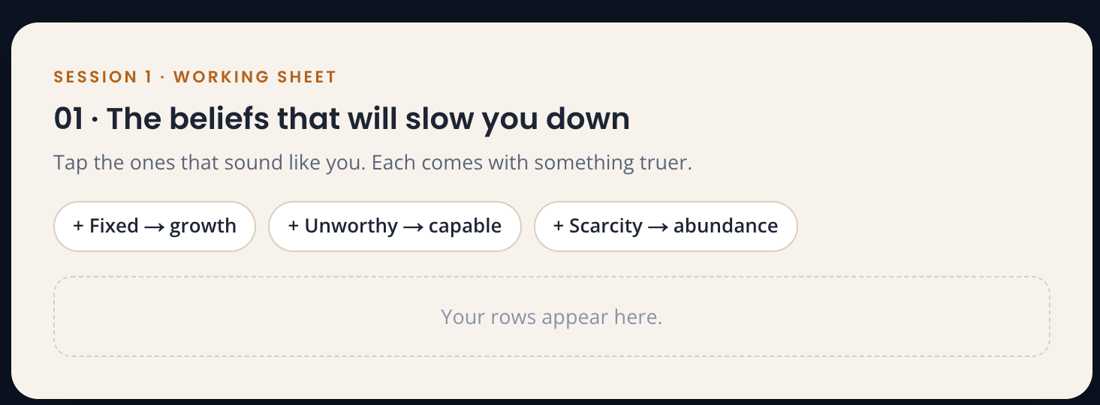 SESSION 1 · WORKING SHEET
01 · The beliefs that will slow you down
Tap the ones that sound like you. Each comes with something truer.
+ Fixed → growth + Unworthy → capable + Scarcity → abundance
Your rows appear here.